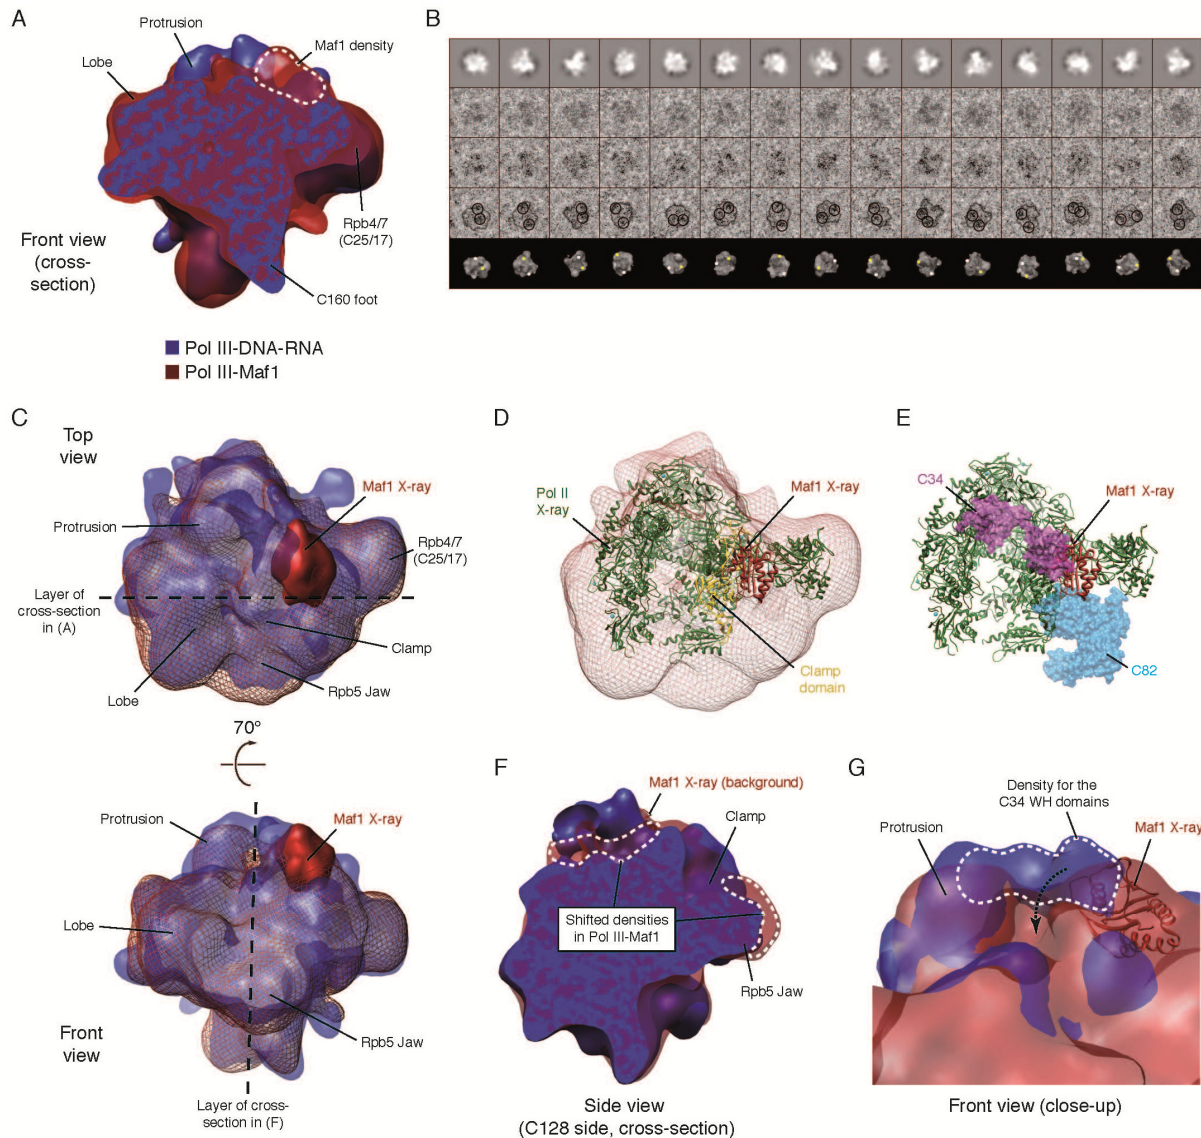 A
Protrusion
Maf1 density
Lobe
Rpb4/7
(C25/17)
Front view
(cross-
section)
C160 foot
Pol III-DNA-RNA
Pol III-Maf1
B
C
Top
view
Maf1 X-ray
Protrusion
Rpb4/7
(C25/17)
Layer of
cross-section
in (A)
Clamp
Lobe
Rpb5 Jaw
70°
Protrusion
Maf1 X-ray
Lobe
Rpb5 Jaw
Front
view
Layer of cross-
section in (F)
D
Pol II
X-ray
Maf1 X-ray
Clamp
domain
E
C34
Maf1 X-ray
C82
F
Maf1 X-ray (background)
Clamp
Shifted densities
in Pol III-Maf1
Rpb5 Jaw
Side view
(C128 side, cross-section)
G
Density for the
C34 WH domains
Protrusion
Maf1 X-ray
Front view (close-up)